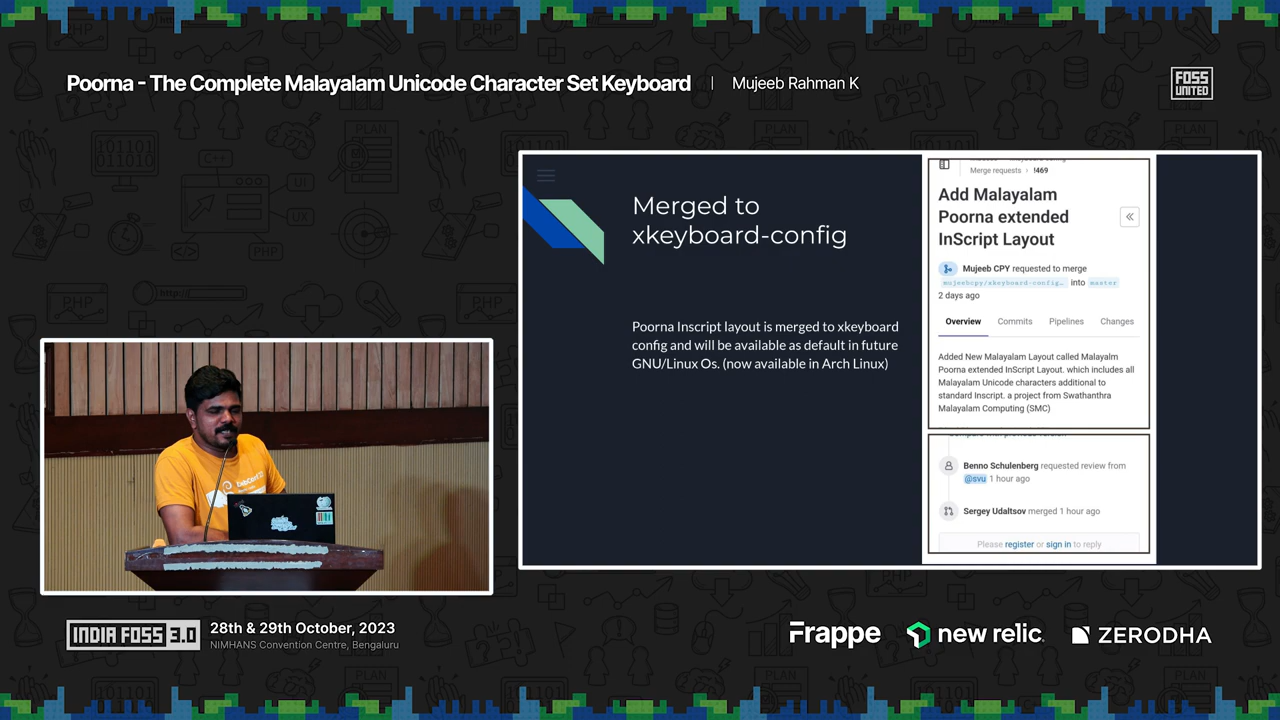 Poorna - The Complete Malayalam Unicode Character Set Keyboard | Mujeeb Rahman K
FOSS
UNITED
Merged to
xkeyboard-config
Poorna Inscript layout is merged to xkeyboard
config and will be available as default in future
GNU/Linux Os. (now available in Arch Linux)
Merge requests › !469
Add Malayalam
Poorna extended
InScript Layout
Mujeeb CPY requested to merge
mujeebcpy/xkeyboard-config… into master
2 days ago
Overview Commits Pipelines Changes
Added New Malayalam Layout called Malayalm
Poorna extended InScript Layout. which includes all
Malayalam Unicode characters additional to
standard Inscript. a project from Swathanthra
Malayalam Computing (SMC)
Benno Schulenberg requested review from
@svu 1 hour ago
Sergey Udaltsov merged 1 hour ago
Please register or sign in to reply
INDIA FOSS 3.0
28th & 29th October, 2023
NIMHANS Convention Centre, Bengaluru
Frappe
new relic
ZERODHA